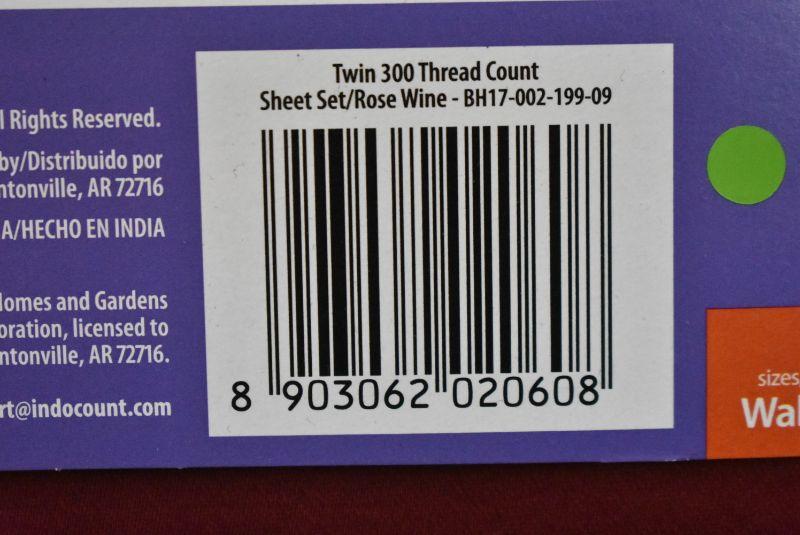 l Rights Reserved.
by/Distribuido por
ntonville, AR 72716
A/HECHO EN INDIA
Homes and Gardens
oration, licensed to
ntonville, AR 72716.
rt@indocount.com
Twin 300 Thread Count
Sheet Set/Rose Wine - BH17-002-199-09
8 903062 020608
sizes,
Wal